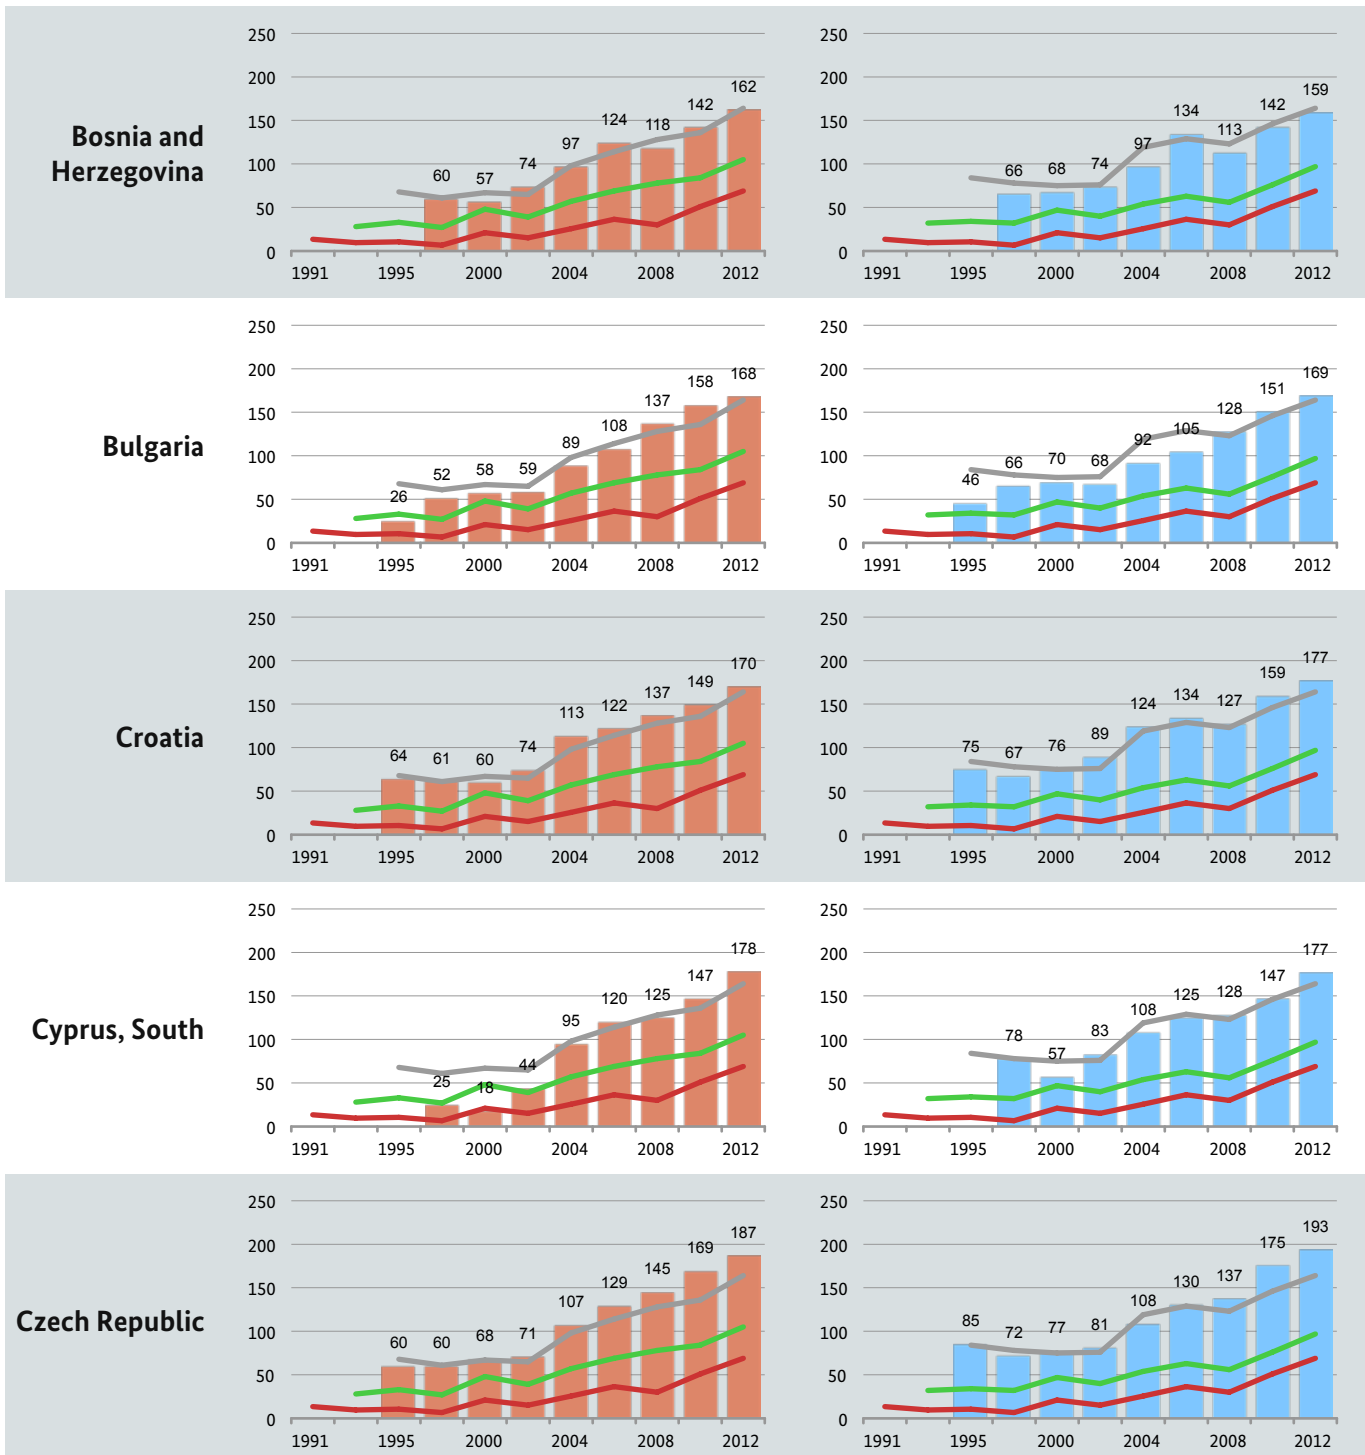 Bosnia and
Herzegovina
250
200
150
100
50
0
60 57 74 97 124 118 142 162
1991 1995 2000 2004 2008 2012
250
200
150
100
50
0
66 68 74 97 134 113 142 159
1991 1995 2000 2004 2008 2012
Bulgaria
250
200
150
100
50
0
26 52 58 59 89 108 137 158 168
1991 1995 2000 2004 2008 2012
250
200
150
100
50
0
46 66 70 68 92 105 128 151 169
1991 1995 2000 2004 2008 2012
Croatia
250
200
150
100
50
0
64 61 60 74 113 122 137 149 170
1991 1995 2000 2004 2008 2012
250
200
150
100
50
0
75 67 76 89 124 134 127 159 177
1991 1995 2000 2004 2008 2012
Cyprus, South
250
200
150
100
50
0
25 18 44 95 120 125 147 178
1991 1995 2000 2004 2008 2012
250
200
150
100
50
0
78 57 83 108 125 128 147 177
1991 1995 2000 2004 2008 2012
Czech Republic
250
200
150
100
50
0
60 60 68 71 107 129 145 169 187
1991 1995 2000 2004 2008 2012
250
200
150
100
50
0
85 72 77 81 108 130 137 175 193
1991 1995 2000 2004 2008 2012